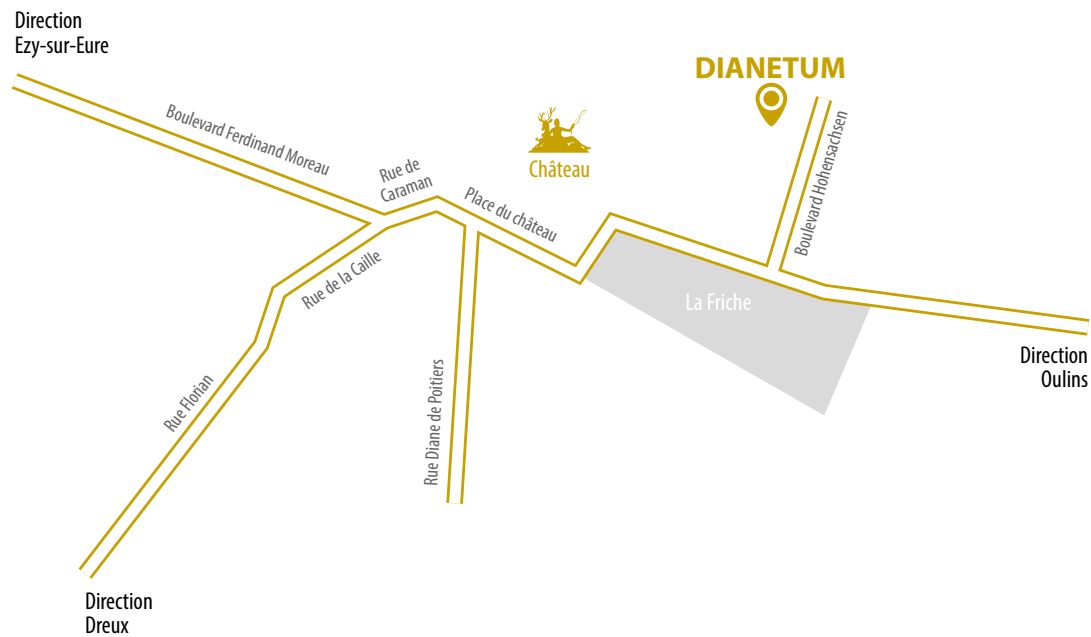 Direction
Ezy-sur-Eure
DIANETUM
Boulevard Ferdinand Moreau
Château
Boulevard Hohensachsen
Rue de
Caraman
Place du château
Rue de la Caille
La Friche
Direction
Oulins
Rue Florian
Rue Diane de Poitiers
Direction
Dreux